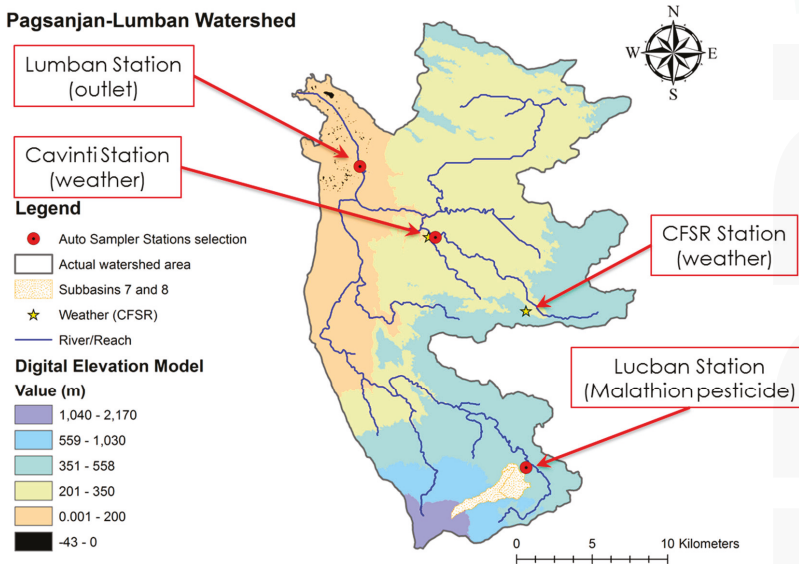 Pagsanjan-Lumban Watershed
Lumban Station
(outlet)
Cavinti Station
(weather)
N
W
E
S
CFSR Station
(weather)
Lucban Station
(Malathion pesticide)
Legend
Auto Sampler Stations selection
Actual watershed area
Subbasins 7 and 8
Weather (CFSR)
River/Reach
Digital Elevation Model
Value (m)
1,040 - 2,170
559 - 1,030
351 - 558
201 - 350
0.001 - 200
-43 - 0
0 5 10 Kilometers